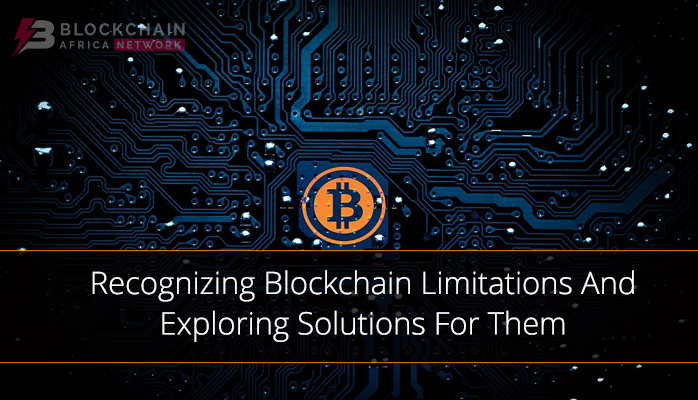 BLOCKCHAIN
AFRICA NETWORK
Recognizing Blockchain Limitations And
Exploring Solutions For Them